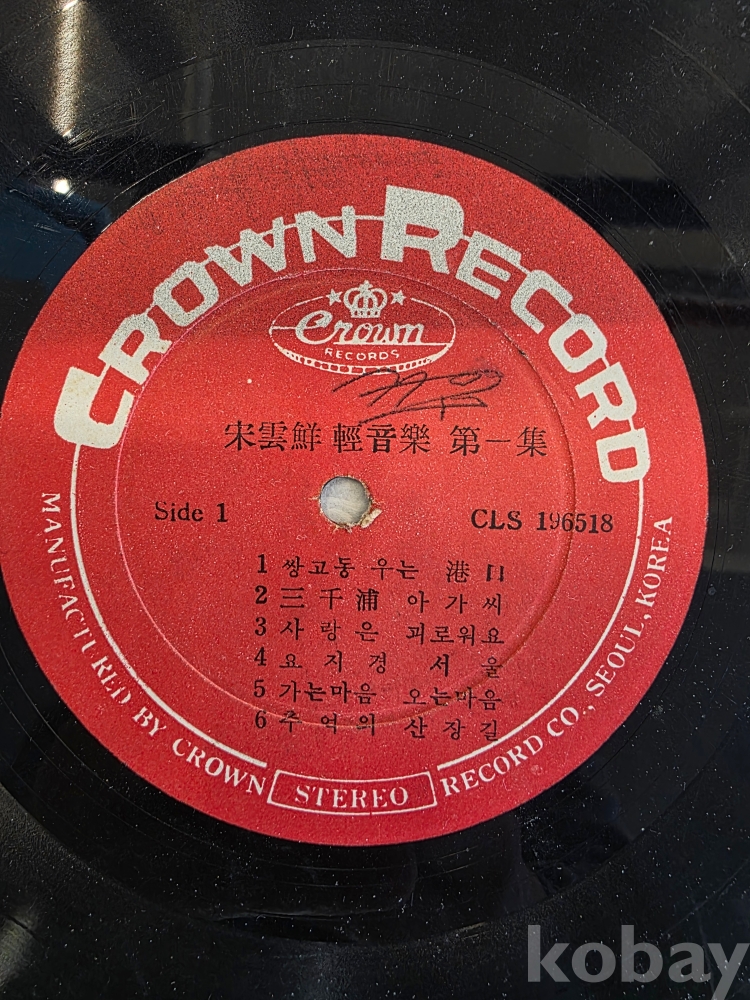 CROWN RECORD
Crown
RECORDS
宋雲鮮 輕音樂 第一集
Side 1
CLS 196518
1 쌍고동 우는 港口
2 三千浦 아가씨
3 사랑은 괴로워요
4 요지경 서울
5 가는마음 오는마음
6 추억의 산장길
MANUFACTURED BY CROWN RECORD CO., SEOUL, KOREA
STEREO
kobay